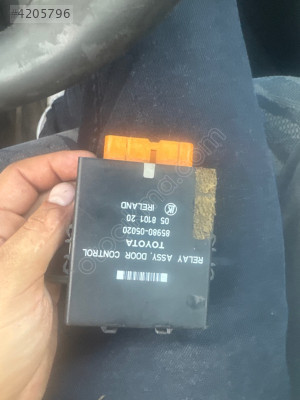 #4205796
RELAY ASSY, DOOR CONTROL
TOYOTA
85980-05020
05 8101 20
IRELAND